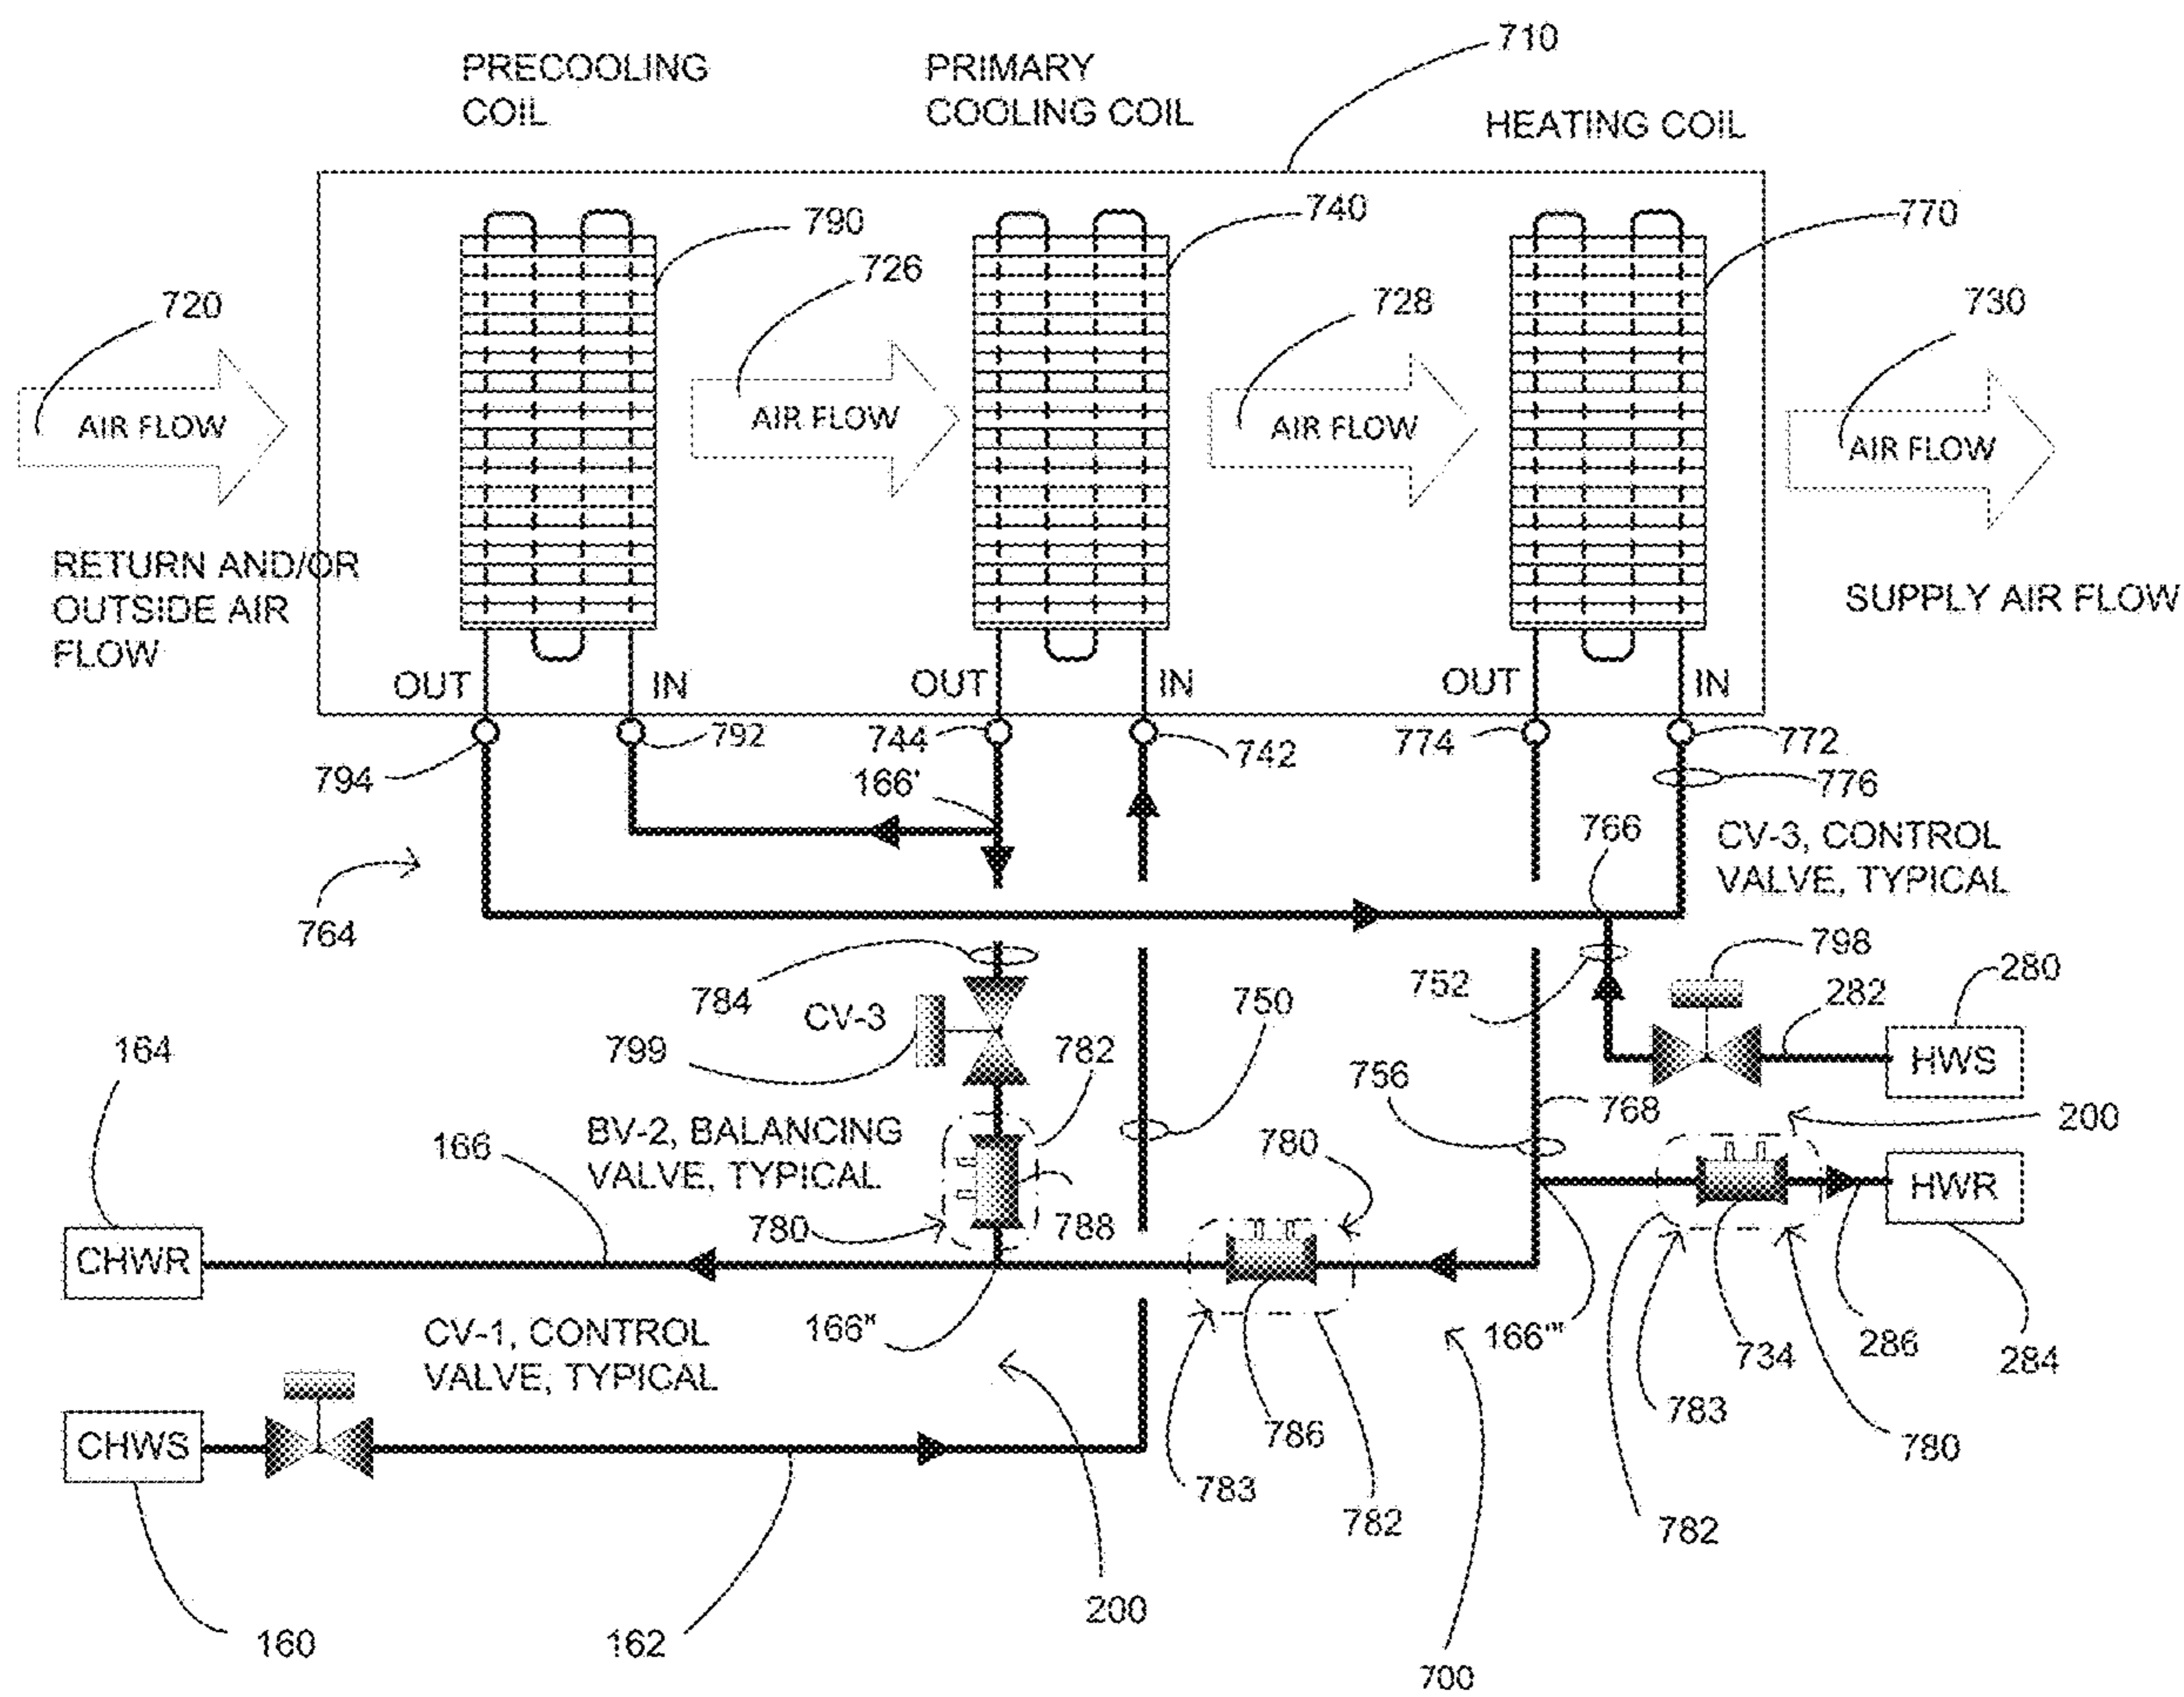 710
PRECOOLING
COIL
PRIMARY
COOLING COIL
HEATING COIL
790
740
770
720
726
728
730
AIR FLOW
AIR FLOW
AIR FLOW
AIR FLOW
RETURN AND/OR
OUTSIDE AIR
FLOW
SUPPLY AIR FLOW
OUT
IN
OUT
IN
OUT
IN
794
792
744
742
774
772
776
166'
766
CV-3, CONTROL
VALVE, TYPICAL
764
798
280
784
750
752
282
CV-3
799
782
HWS
164
756
768
200
BV-2, BALANCING
VALVE, TYPICAL
166
780
HWR
780
788
CHWR
CV-1, CONTROL
VALVE, TYPICAL
166"
166'"
734
286
284
783
786
780
CHWS
783
782
782
160
162
200
700